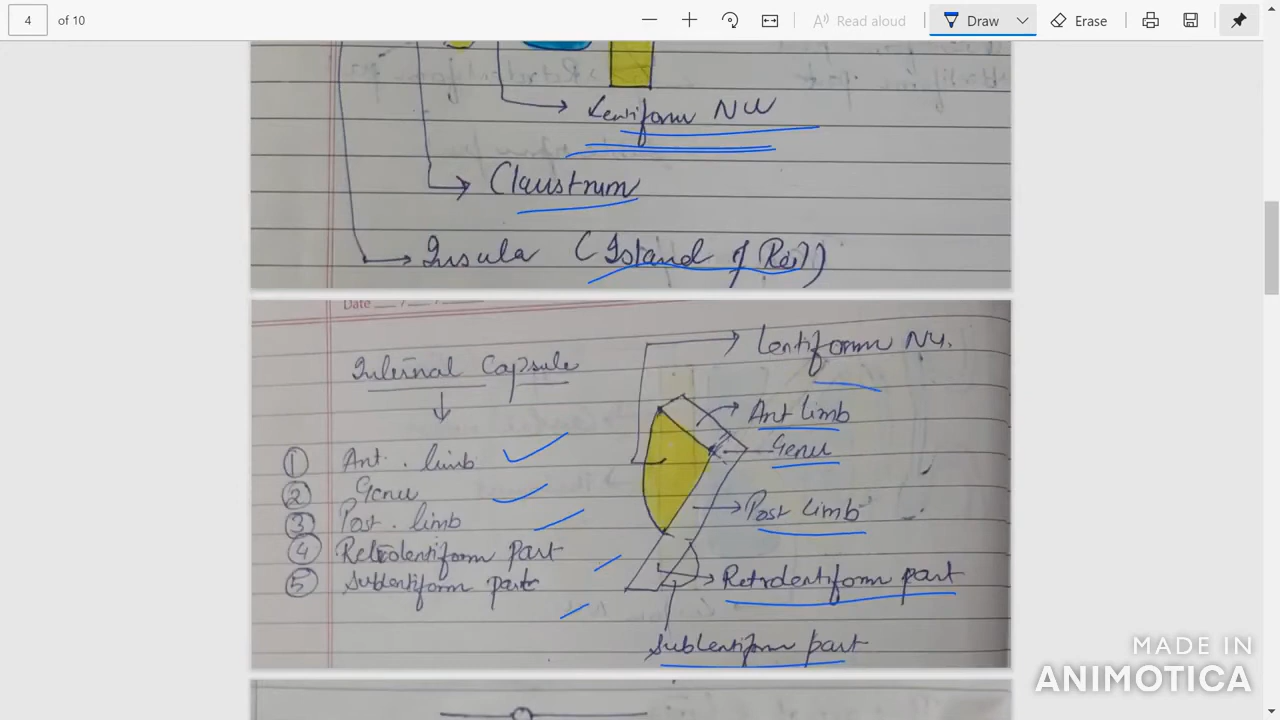 4 of 10
Read aloud
Draw
Erase
Lentiform NU
Claustrum
Insula (Island of Reil)
Date
Internal Capsule
Lentiform NU.
① Ant. limb
② Genu
③ Post. limb
④ Retrolentiform part
⑤ Sublentiform part
Ant limb
Genu
Post limb
Retrolentiform part
Sublentiform part
MADE IN
ANIMOTICA